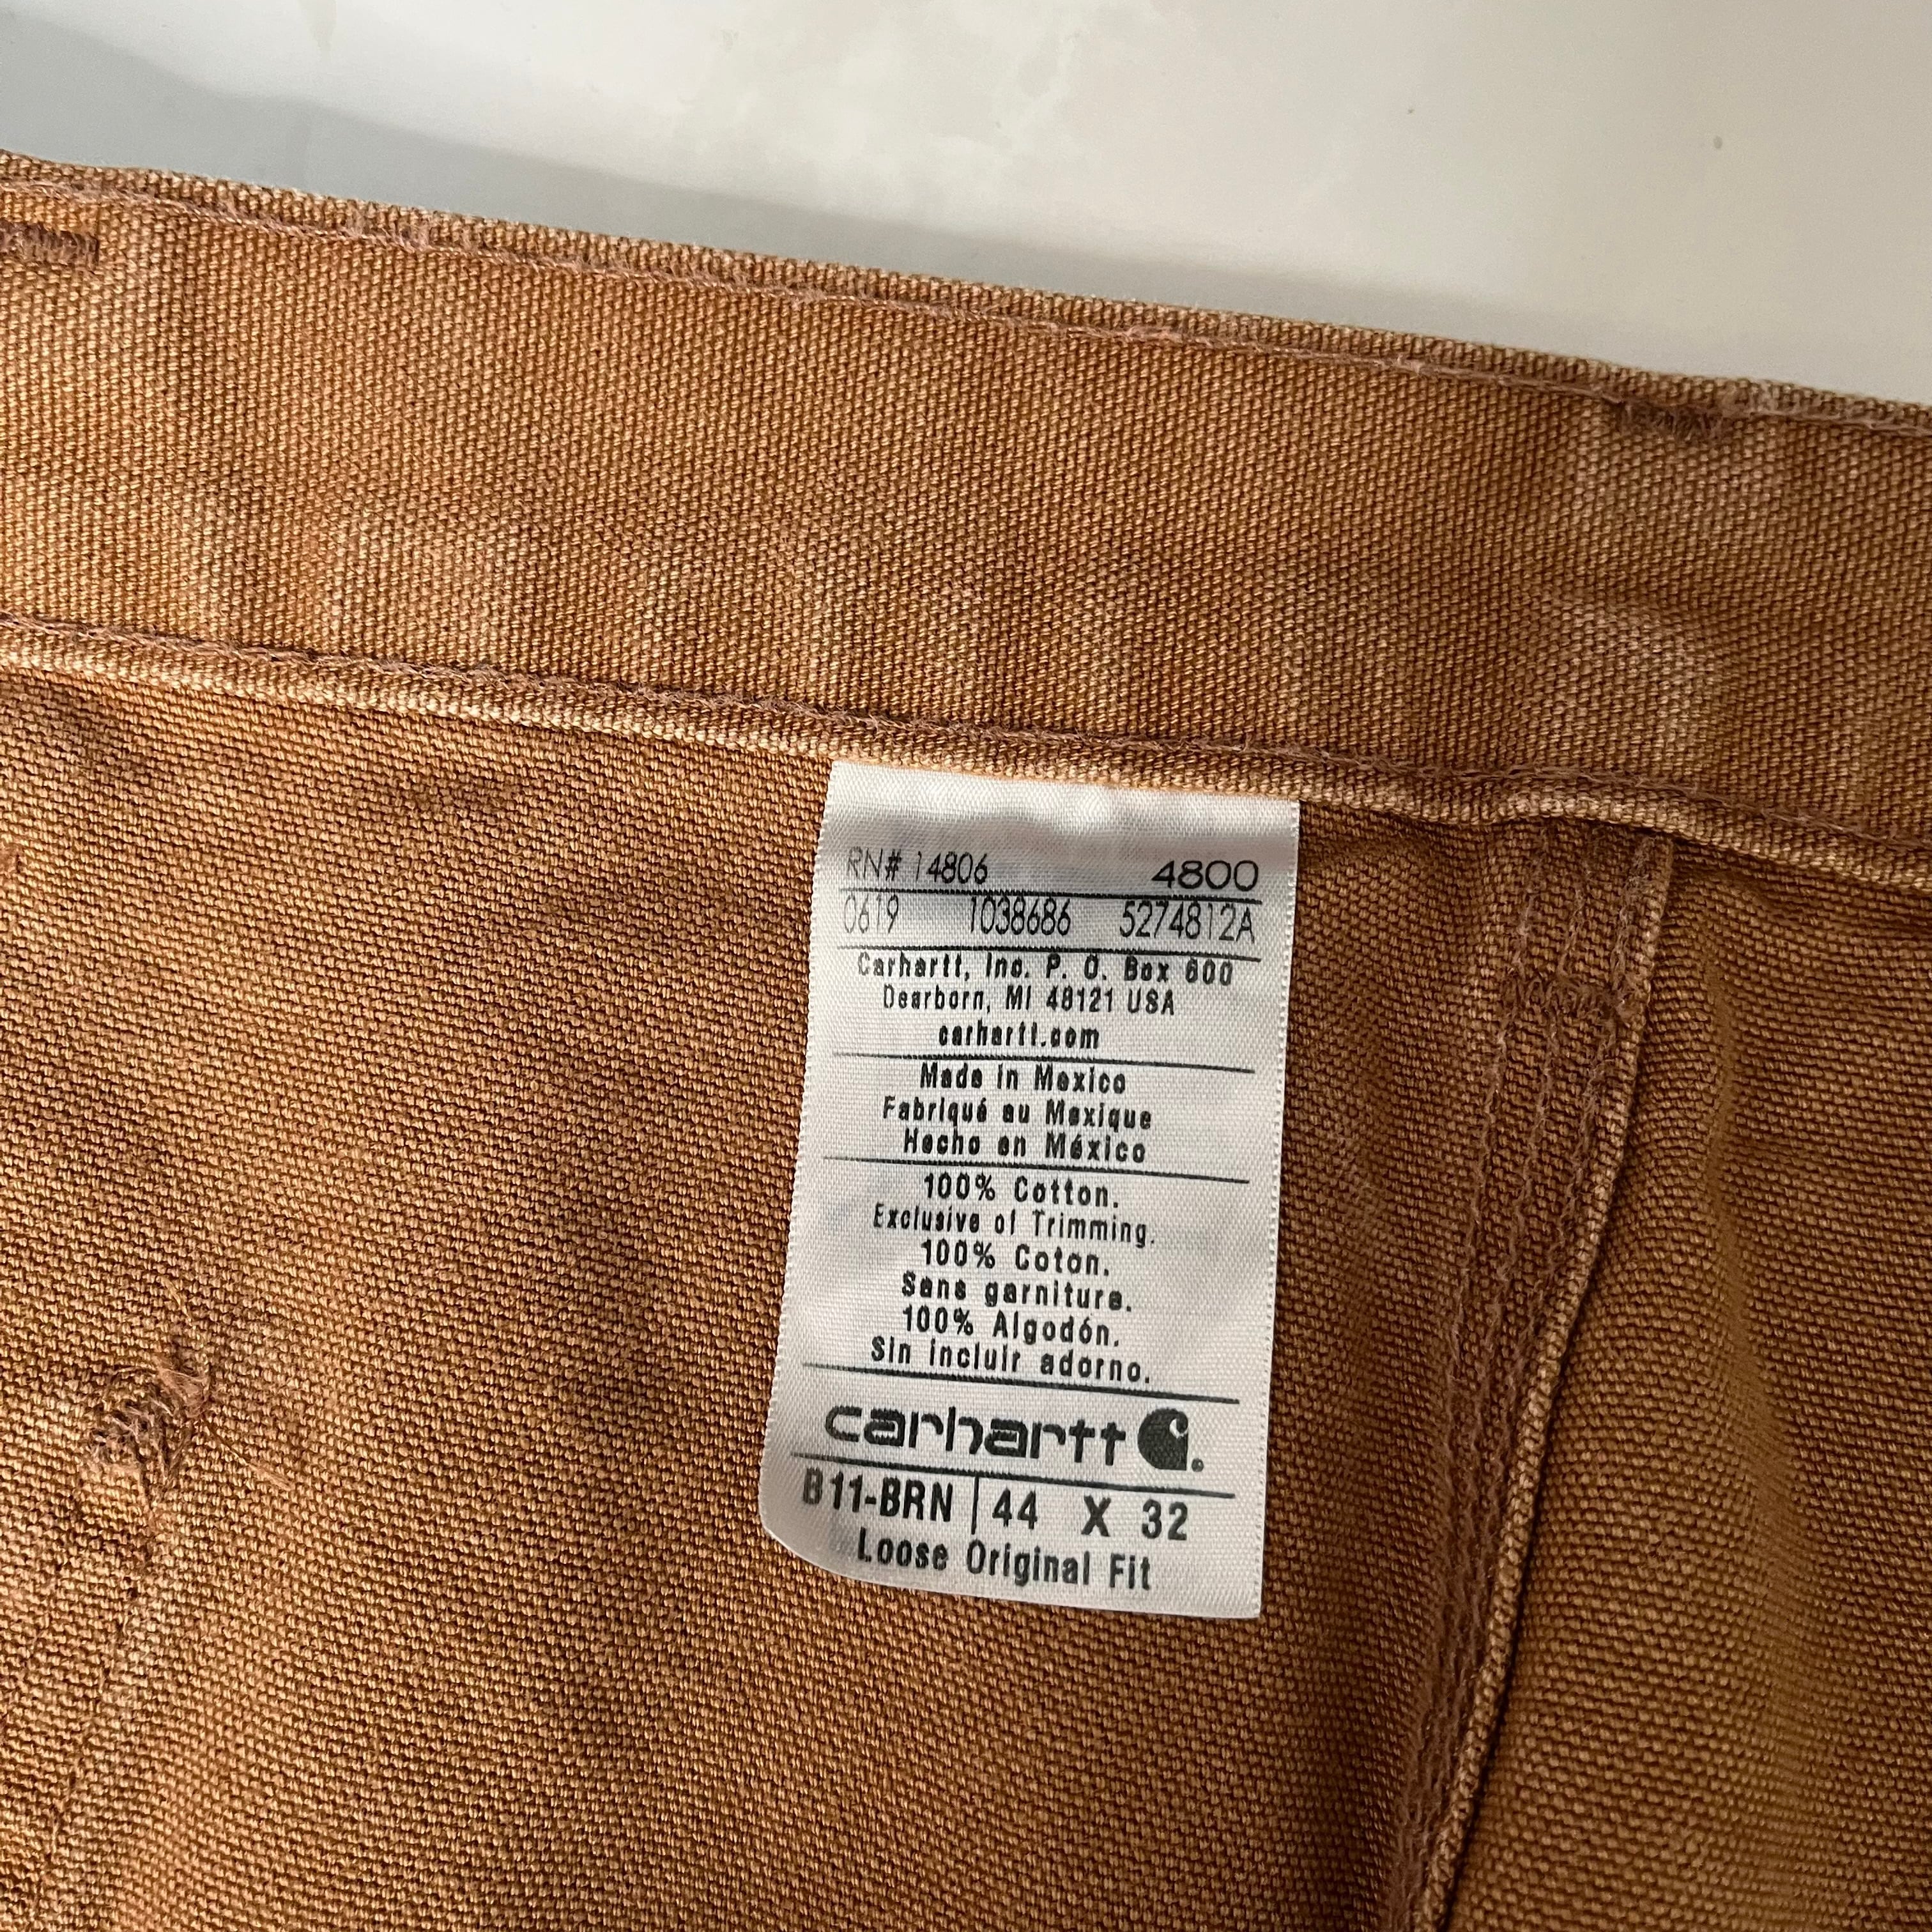 RN# 14806 4800
0619 1038686 5274812A
Carhartt, Inc. P. O. Box 600
Dearborn, MI 48121 USA
carhartt.com
Made in Mexico
Fabriqué au Mexique
Hecho en México
100% Cotton.
Exclusive of Trimming.
100% Coton.
Sans garniture.
100% Algodón.
Sin incluir adorno.
carhartt
B11-BRN 44 X 32
Loose Original Fit